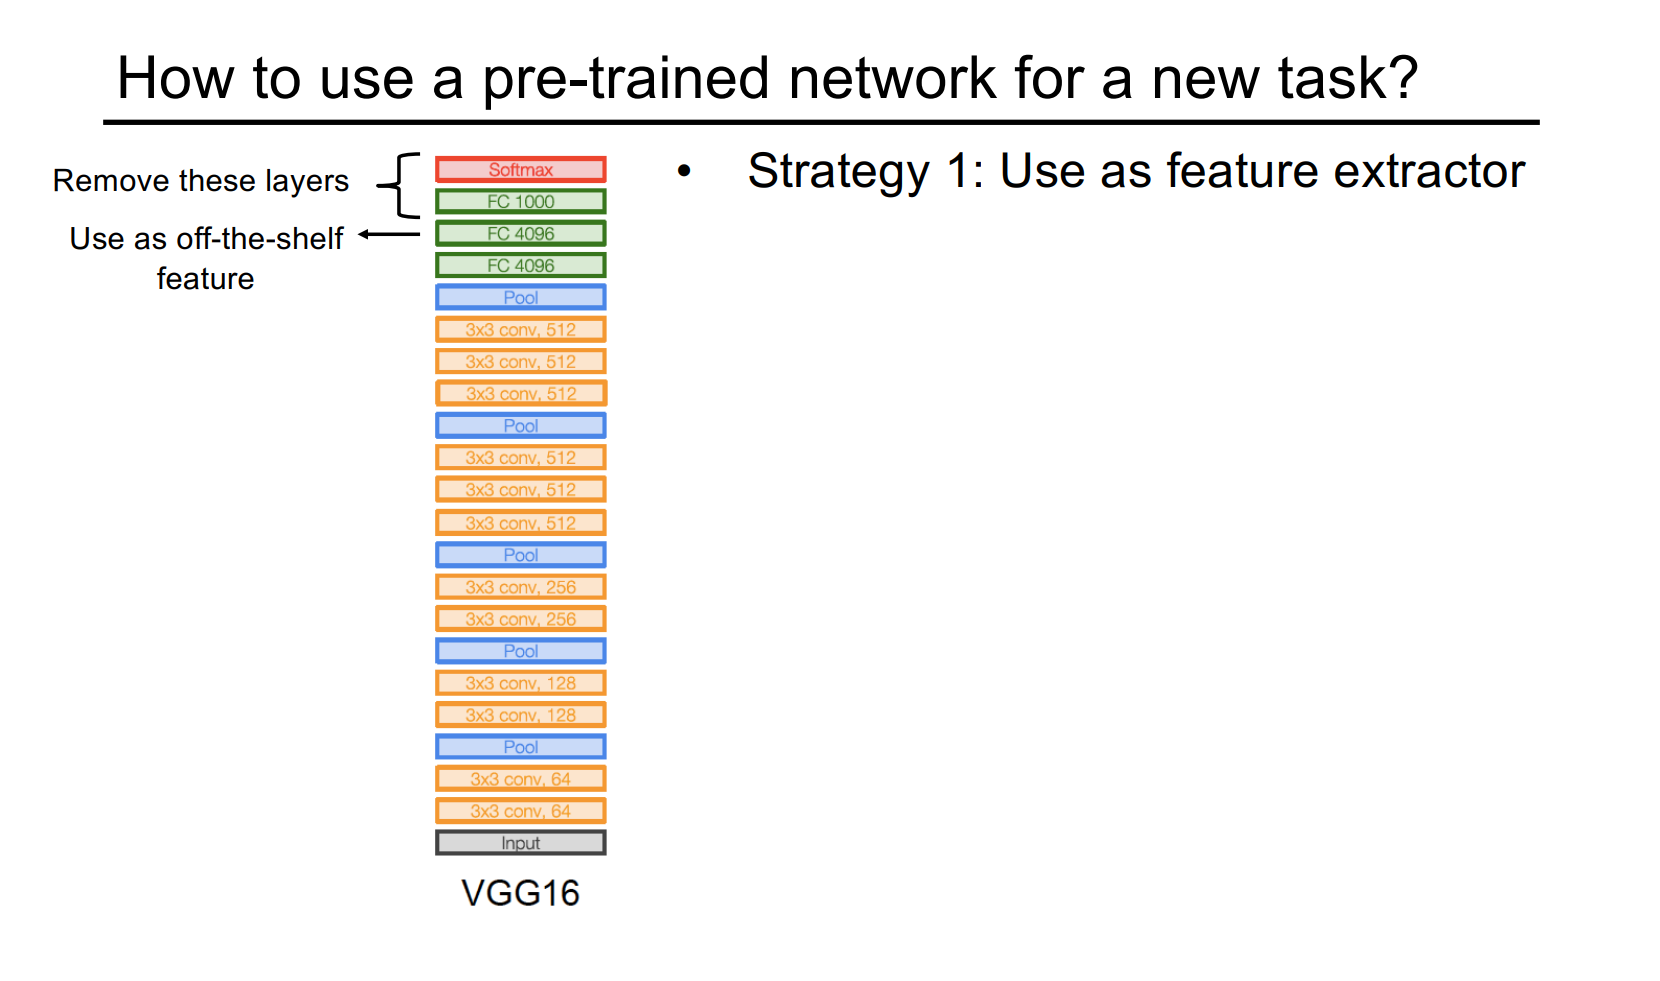 How to use a pre-trained network for a new task?
Remove these layers
Use as off-the-shelf
feature
Softmax
FC 1000
FC 4096
FC 4096
Pool
3x3 conv, 512
3x3 conv, 512
3x3 conv, 512
Pool
3x3 conv, 512
3x3 conv, 512
3x3 conv, 512
Pool
3x3 conv, 256
3x3 conv, 256
Pool
3x3 conv, 128
3x3 conv, 128
Pool
3x3 conv, 64
3x3 conv, 64
Input
VGG16
• Strategy 1: Use as feature extractor